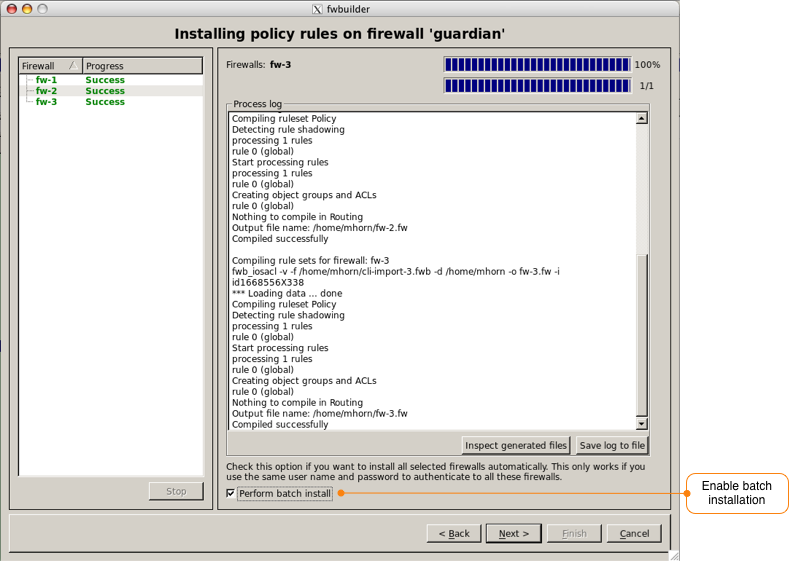 fwbuilder
Installing policy rules on firewall 'guardian'
Firewall Progress
fw-1 Success
fw-2 Success
fw-3 Success
Stop
Firewalls: fw-3
100%
1/1
Process log
Compiling ruleset Policy
Detecting rule shadowing
processing 1 rules
rule 0 (global)
Start processing rules
processing 1 rules
rule 0 (global)
Creating object groups and ACLs
rule 0 (global)
Nothing to compile in Routing
Output file name: /home/mhorn/fw-2.fw
Compiled successfully
Compiling rule sets for firewall: fw-3
fwb_iosacl -v -f /home/mhorn/cli-import-3.fwb -d /home/mhorn -o fw-3.fw -i
id1668556X338
*** Loading data ... done
Compiling ruleset Policy
Detecting rule shadowing
processing 1 rules
rule 0 (global)
Start processing rules
processing 1 rules
rule 0 (global)
Creating object groups and ACLs
rule 0 (global)
Nothing to compile in Routing
Output file name: /home/mhorn/fw-3.fw
Compiled successfully
Inspect generated files Save log to file
Check this option if you want to install all selected firewalls automatically. This only works if you
use the same user name and password to authenticate to all these firewalls.
Perform batch install
Enable batch
installation
< Back Next > Finish Cancel